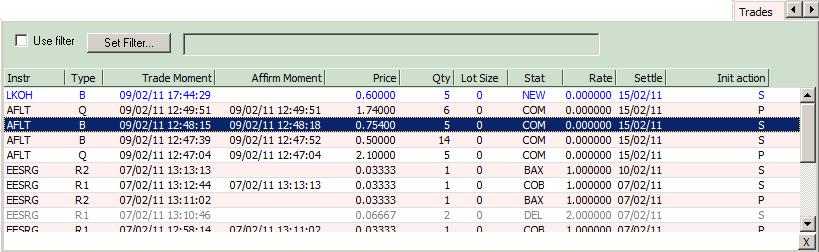 Trades
Use filter Set Filter...
Instr Type Trade Moment Affirm Moment Price Qty Lot Size Stat Rate Settle Init action
LKOH B 09/02/11 17:44:29 0.60000 5 0 NEW 0.000000 15/02/11 S
AFLT Q 09/02/11 12:49:51 09/02/11 12:49:51 1.74000 6 0 COM 0.000000 15/02/11 P
AFLT B 09/02/11 12:48:15 09/02/11 12:48:18 0.75400 5 0 COM 0.000000 15/02/11 S
AFLT B 09/02/11 12:47:39 09/02/11 12:47:52 0.50000 14 0 COM 0.000000 15/02/11 S
AFLT Q 09/02/11 12:47:04 09/02/11 12:47:04 2.10000 5 0 COM 0.000000 15/02/11 P
EESRG R2 07/02/11 13:13:13 0.03333 1 0 BAX 1.000000 10/02/11 S
EESRG R1 07/02/11 13:12:44 07/02/11 13:13:13 0.03333 1 0 COB 1.000000 07/02/11 S
EESRG R2 07/02/11 13:11:02 0.03333 1 0 BAX 1.000000 07/02/11 P
EESRG R1 07/02/11 13:10:46 0.06667 2 0 DEL 2.000000 07/02/11 S
EESRG R1 07/02/11 12:58:14 07/02/11 13:11:02 0.03333 1 0 COB 1.000000 07/02/11 P
X